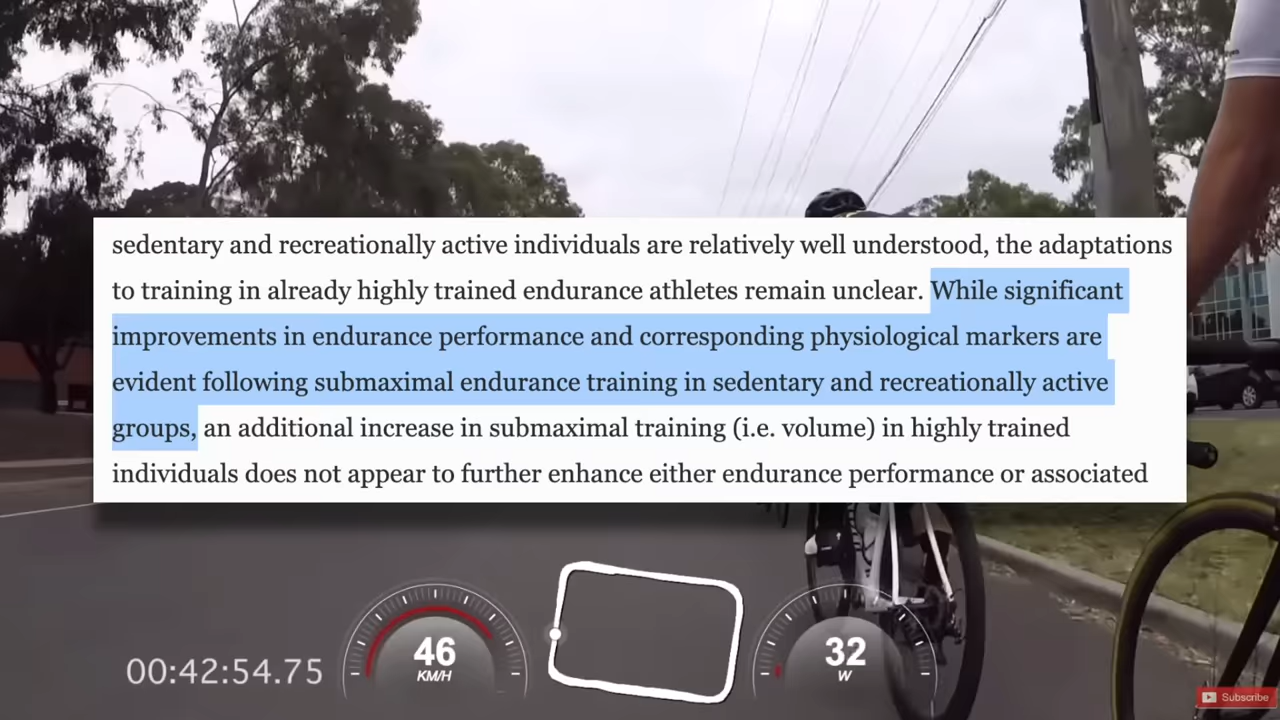 sedentary and recreationally active individuals are relatively well understood, the adaptations
to training in already highly trained endurance athletes remain unclear. While significant
improvements in endurance performance and corresponding physiological markers are
evident following submaximal endurance training in sedentary and recreationally active
groups, an additional increase in submaximal training (i.e. volume) in highly trained
individuals does not appear to further enhance either endurance performance or associated
00:42:54.75
46
KM/H
32
W
Subscribe